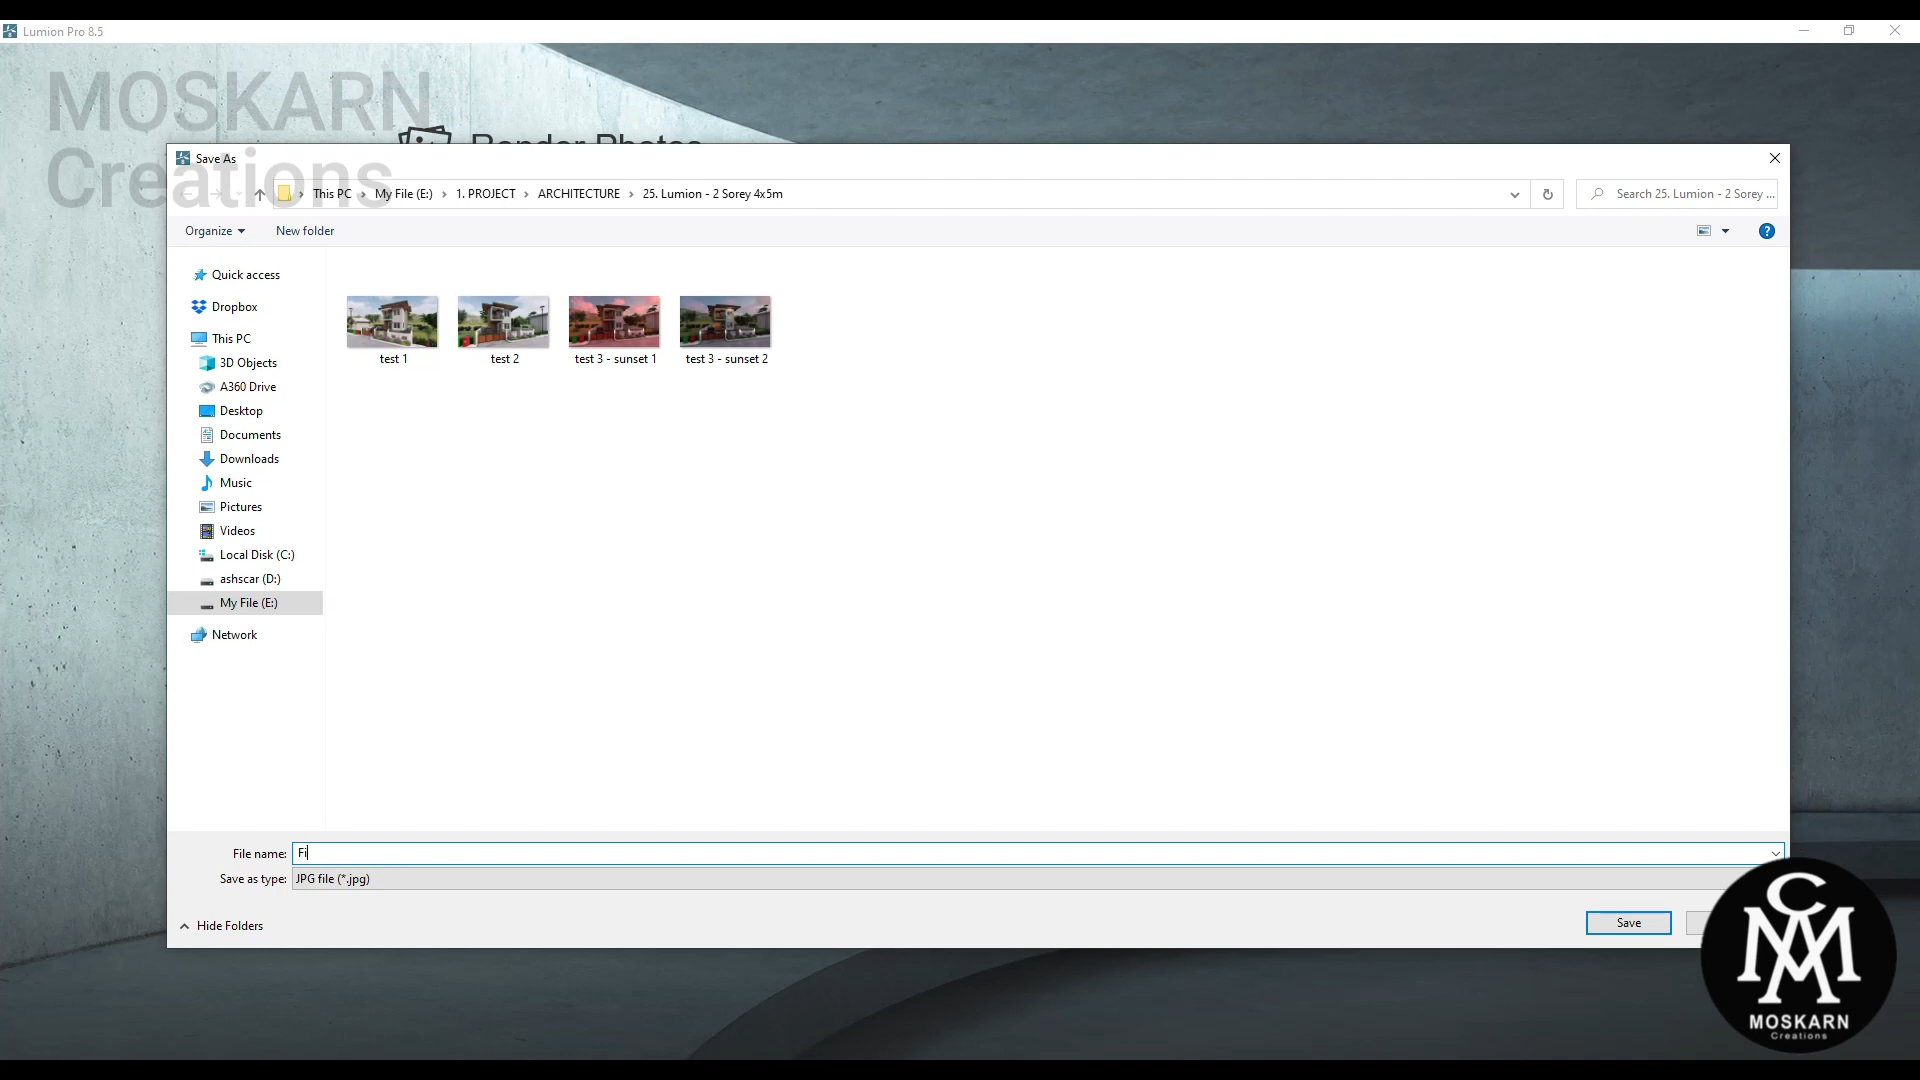 Lumion Pro 8.5
MOSKARN
Creations
Render Photos
Save As
This PC
My File (E:)
1. PROJECT
ARCHITECTURE
25. Lumion - 2 Sorey 4x5m
Search 25. Lumion - 2 Sorey ...
Organize
New folder
?
Quick access
Dropbox
This PC
3D Objects
A360 Drive
Desktop
Documents
Downloads
Music
Pictures
Videos
Local Disk (C:)
ashscar (D:)
My File (E:)
Network
test 1
test 2
test 3 - sunset 1
test 3 - sunset 2
File name: Fi
Save as type: JPG file (*.jpg)
Hide Folders
Save
MOSKARN
Creations